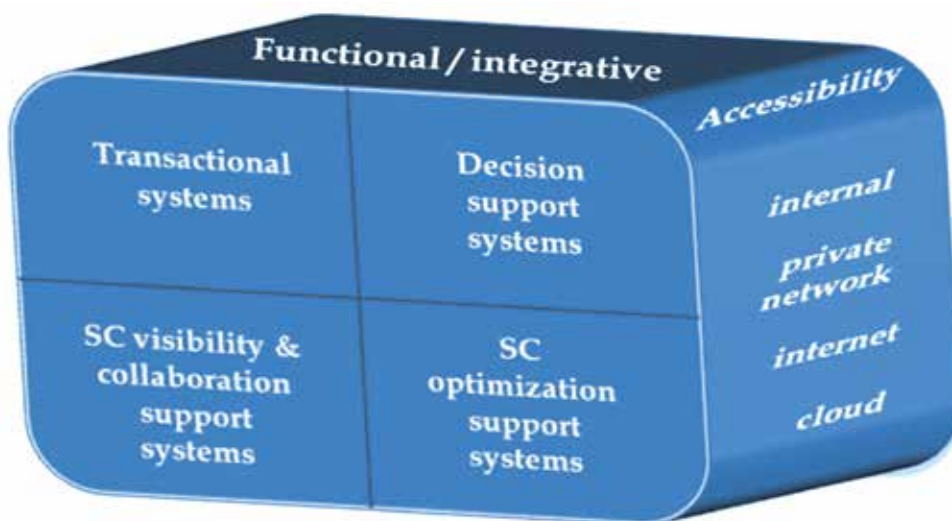 Functional / integrative
Transactional
systems
Decision
support
systems
SC visibility &
collaboration
support
systems
SC
optimization
support
systems
Accessibility
internal
private
network
internet
cloud